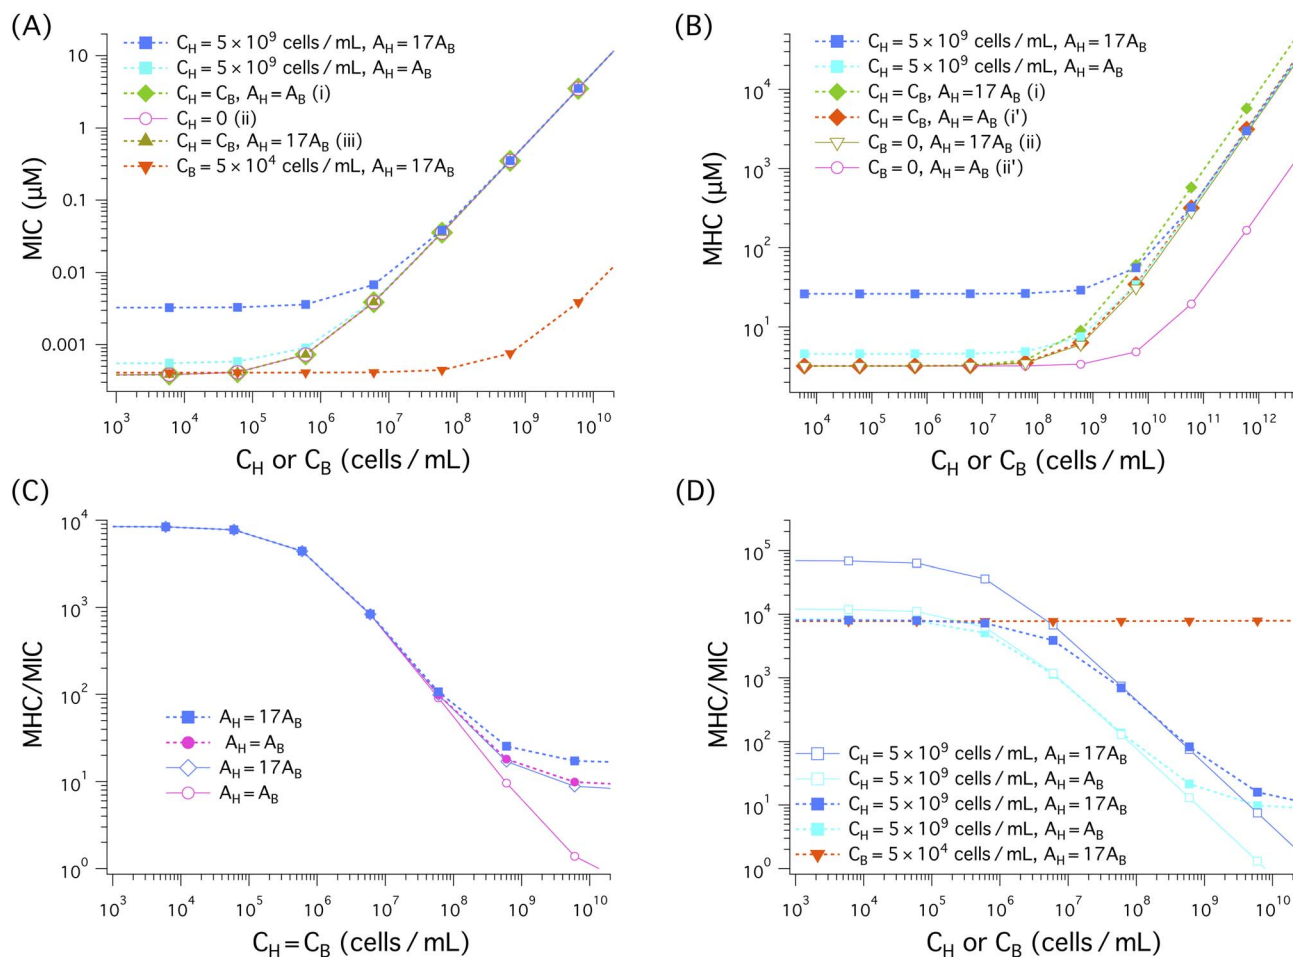 (A)
C_H = 5 × 10^9 cells / mL, A_H = 17A_B
C_H = 5 × 10^9 cells / mL, A_H = A_B
C_H = C_B, A_H = A_B (i)
C_H = 0 (ii)
C_H = C_B, A_H = 17A_B (iii)
C_B = 5 × 10^4 cells / mL, A_H = 17A_B
MIC (µM)
10
1
0.1
0.01
0.001
10^3 10^4 10^5 10^6 10^7 10^8 10^9 10^10
C_H or C_B (cells / mL)
(B)
C_H = 5 × 10^9 cells / mL, A_H = 17A_B
C_H = 5 × 10^9 cells / mL, A_H = A_B
C_H = C_B, A_H = 17 A_B (i)
C_H = C_B, A_H = A_B (i')
C_B = 0, A_H = 17A_B (ii)
C_B = 0, A_H = A_B (ii')
MHC (µM)
10^4
10^3
10^2
10^1
10^4 10^5 10^6 10^7 10^8 10^9 10^10 10^11 10^12
C_H or C_B (cells / mL)
(C)
MHC/MIC
10^4
10^3
10^2
10^1
10^0
A_H = 17A_B
A_H = A_B
A_H = 17A_B
A_H = A_B
10^3 10^4 10^5 10^6 10^7 10^8 10^9 10^10
C_H = C_B (cells / mL)
(D)
MHC/MIC
10^5
10^4
10^3
10^2
10^1
10^0
C_H = 5 × 10^9 cells / mL, A_H = 17A_B
C_H = 5 × 10^9 cells / mL, A_H = A_B
C_H = 5 × 10^9 cells / mL, A_H = 17A_B
C_H = 5 × 10^9 cells / mL, A_H = A_B
C_B = 5 × 10^4 cells / mL, A_H = 17A_B
10^3 10^4 10^5 10^6 10^7 10^8 10^9 10^10
C_H or C_B (cells / mL)